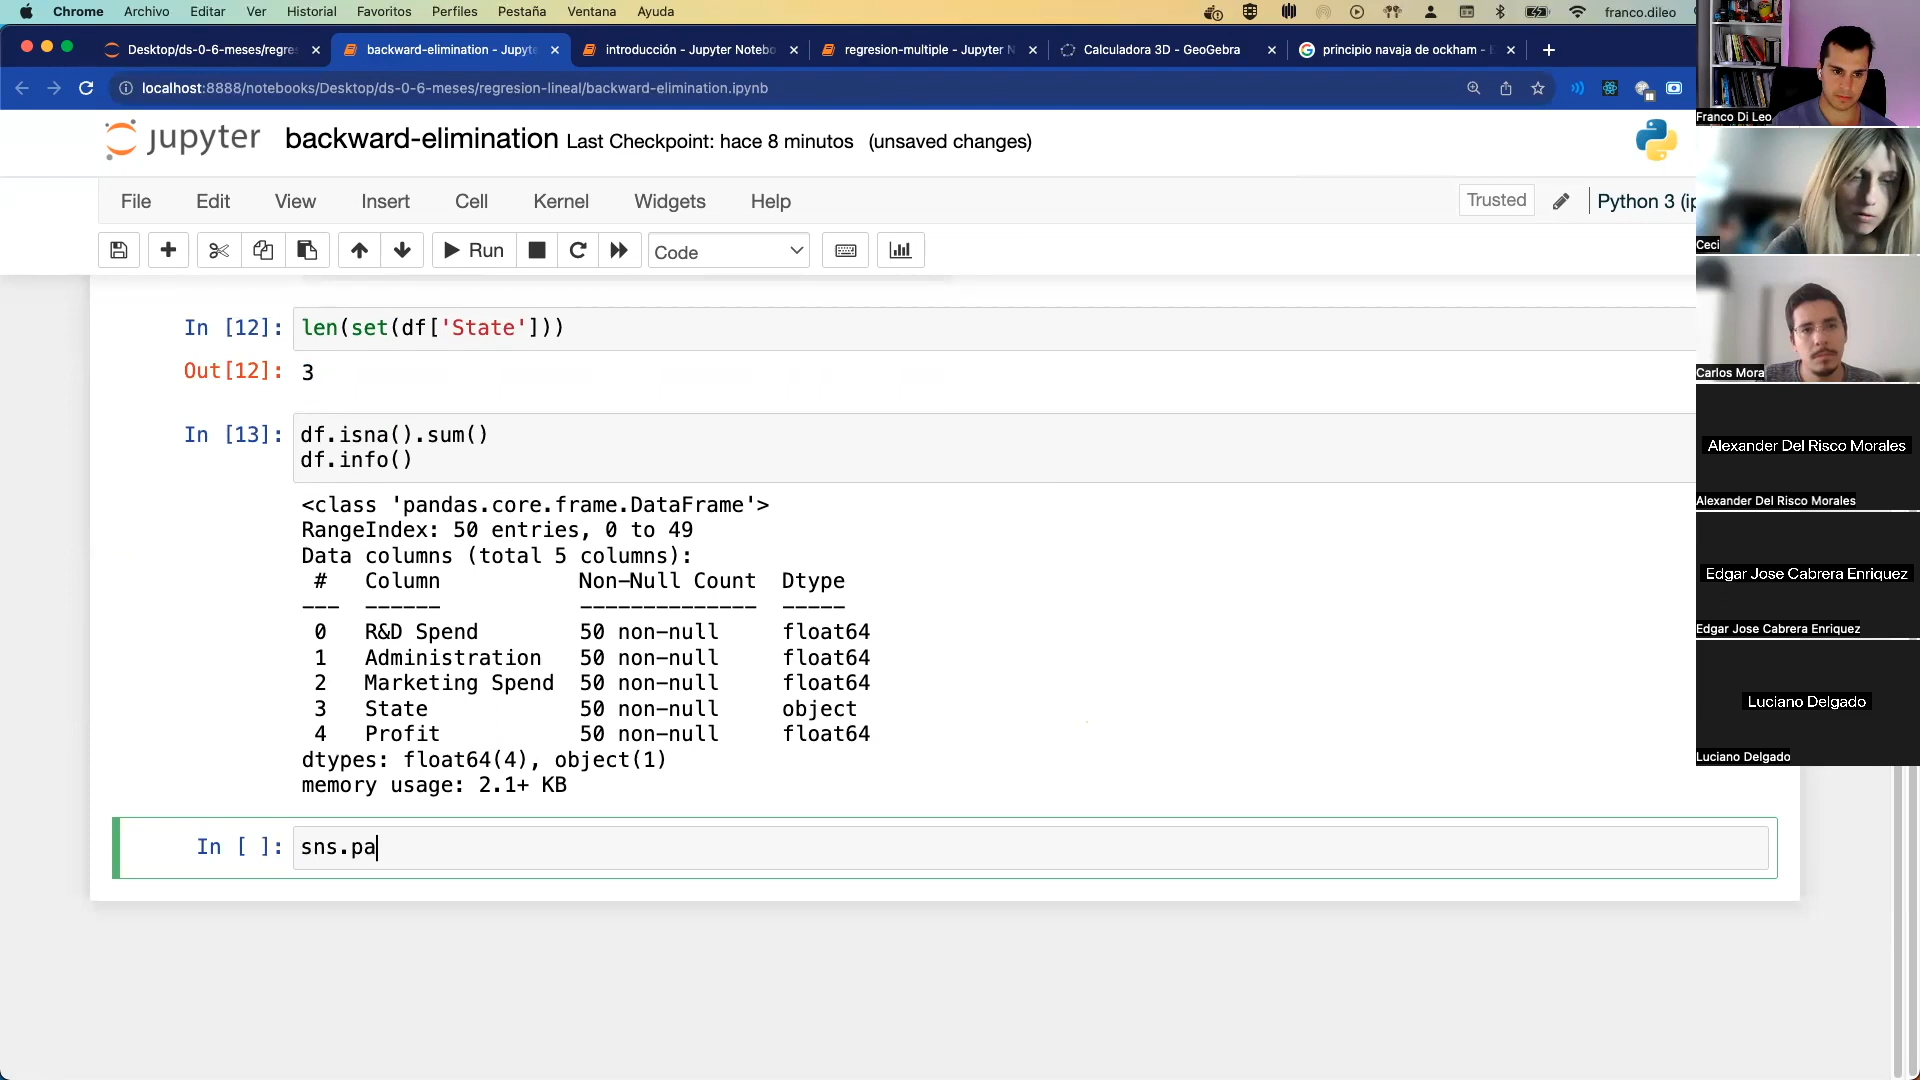 Chrome Archivo Editar Ver Historial Favoritos Perfiles Pestaña Ventana Ayuda franco.dileo
Desktop/ds-0-6-meses/regres
backward-elimination - Jupyte
introducción - Jupyter Notebo
regresion-multiple - Jupyter N
Calculadora 3D - GeoGebra
principio navaja de ockham -
localhost:8888/notebooks/Desktop/ds-0-6-meses/regresion-lineal/backward-elimination.ipynb
jupyter backward-elimination Last Checkpoint: hace 8 minutos (unsaved changes)
File Edit View Insert Cell Kernel Widgets Help Trusted Python 3 (ip
Run Code
In [12]: len(set(df['State']))
Out[12]: 3
In [13]: df.isna().sum()
df.info()
<class 'pandas.core.frame.DataFrame'>
RangeIndex: 50 entries, 0 to 49
Data columns (total 5 columns):
# Column Non-Null Count Dtype
--- ------ -------------- -----
0 R&D Spend 50 non-null float64
1 Administration 50 non-null float64
2 Marketing Spend 50 non-null float64
3 State 50 non-null object
4 Profit 50 non-null float64
dtypes: float64(4), object(1)
memory usage: 2.1+ KB
In [ ]: sns.pa
Franco Di Leo
Ceci
Carlos Mora
Alexander Del Risco Morales
Alexander Del Risco Morales
Edgar Jose Cabrera Enriquez
Edgar Jose Cabrera Enriquez
Luciano Delgado
Luciano Delgado